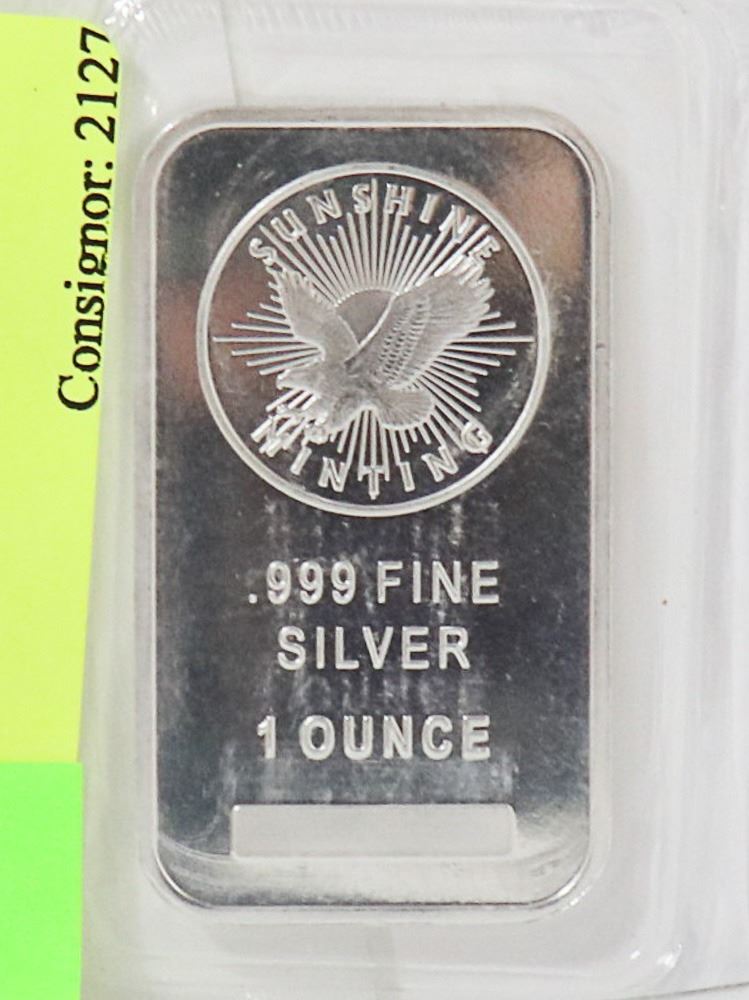 Consignor: 2127
SUNSHINE
MINTING
.999 FINE
SILVER
1 OUNCE